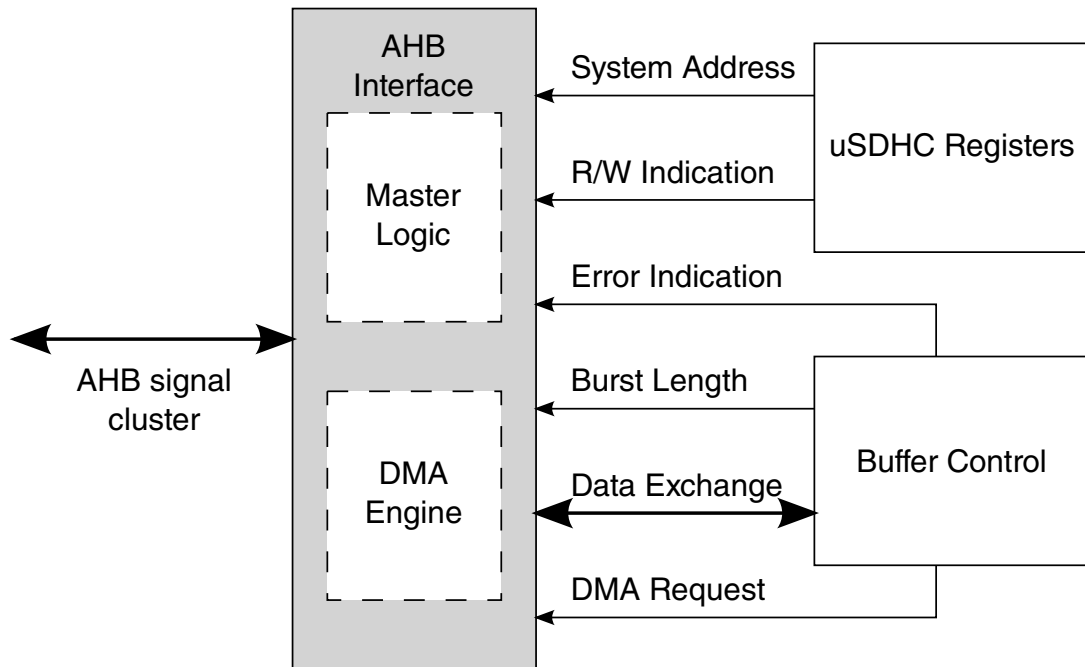 AHB
Interface
Master
Logic
DMA
Engine
AHB signal
cluster
System Address
R/W Indication
Error Indication
Burst Length
Data Exchange
DMA Request
uSDHC Registers
Buffer Control